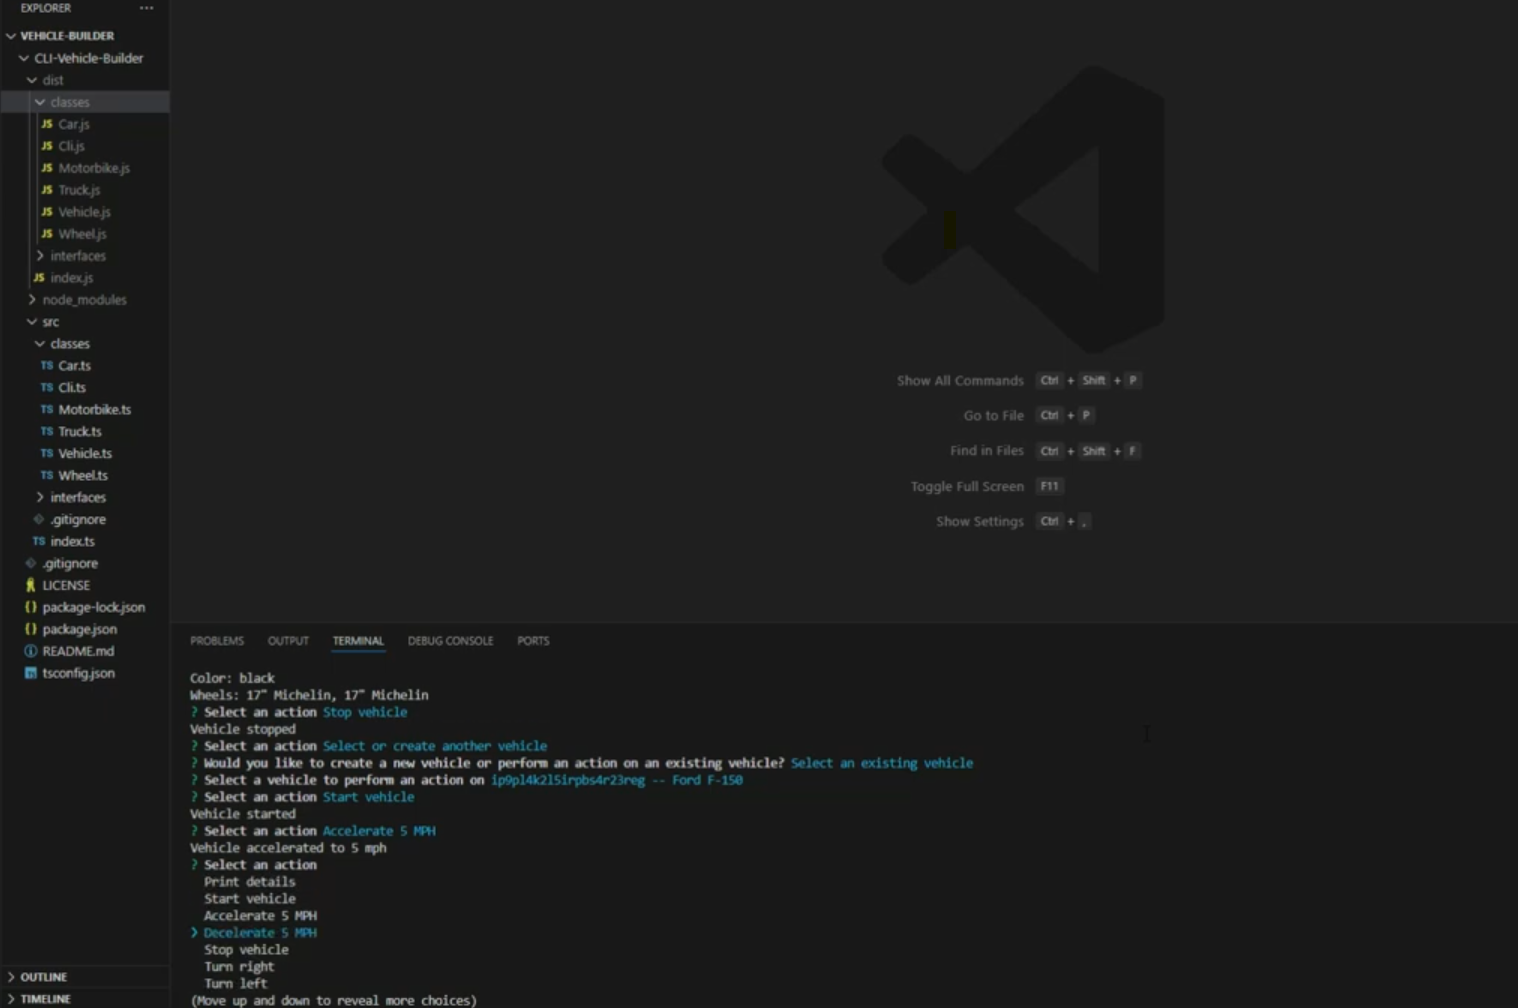 EXPLORER ...
VEHICLE-BUILDER
CLI-Vehicle-Builder
dist
classes
JS Car.js
JS Cli.js
JS Motorbike.js
JS Truck.js
JS Vehicle.js
JS Wheel.js
interfaces
JS index.js
node_modules
src
classes
TS Car.ts
TS Cli.ts
TS Motorbike.ts
TS Truck.ts
TS Vehicle.ts
TS Wheel.ts
interfaces
.gitignore
TS index.ts
.gitignore
LICENSE
{} package-lock.json
{} package.json
README.md
tsconfig.json
OUTLINE
TIMELINE
Show All Commands Ctrl + Shift + P
Go to File Ctrl + P
Find in Files Ctrl + Shift + F
Toggle Full Screen F11
Show Settings Ctrl + ,
PROBLEMS OUTPUT TERMINAL DEBUG CONSOLE PORTS
Color: black
Wheels: 17" Michelin, 17" Michelin
? Select an action Stop vehicle
Vehicle stopped
? Select an action Select or create another vehicle
? Would you like to create a new vehicle or perform an action on an existing vehicle? Select an existing vehicle
? Select a vehicle to perform an action on -- Ford F-150
? Select an action Start vehicle
Vehicle started
? Select an action Accelerate 5 MPH
Vehicle accelerated to 5 mph
? Select an action
Print details
Start vehicle
Accelerate 5 MPH
> Decelerate 5 MPH
Stop vehicle
Turn right
Turn left
(Move up and down to reveal more choices)